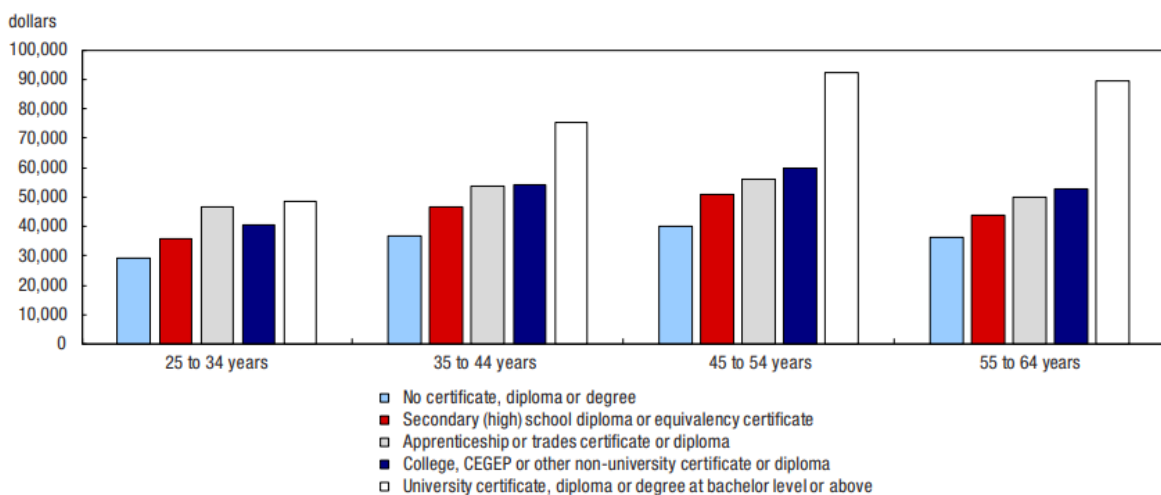 dollars
100,000
90,000
80,000
70,000
60,000
50,000
40,000
30,000
20,000
10,000
0
25 to 34 years
35 to 44 years
45 to 54 years
55 to 64 years
No certificate, diploma or degree
Secondary (high) school diploma or equivalency certificate
Apprenticeship or trades certificate or diploma
College, CEGEP or other non-university certificate or diploma
University certificate, diploma or degree at bachelor level or above